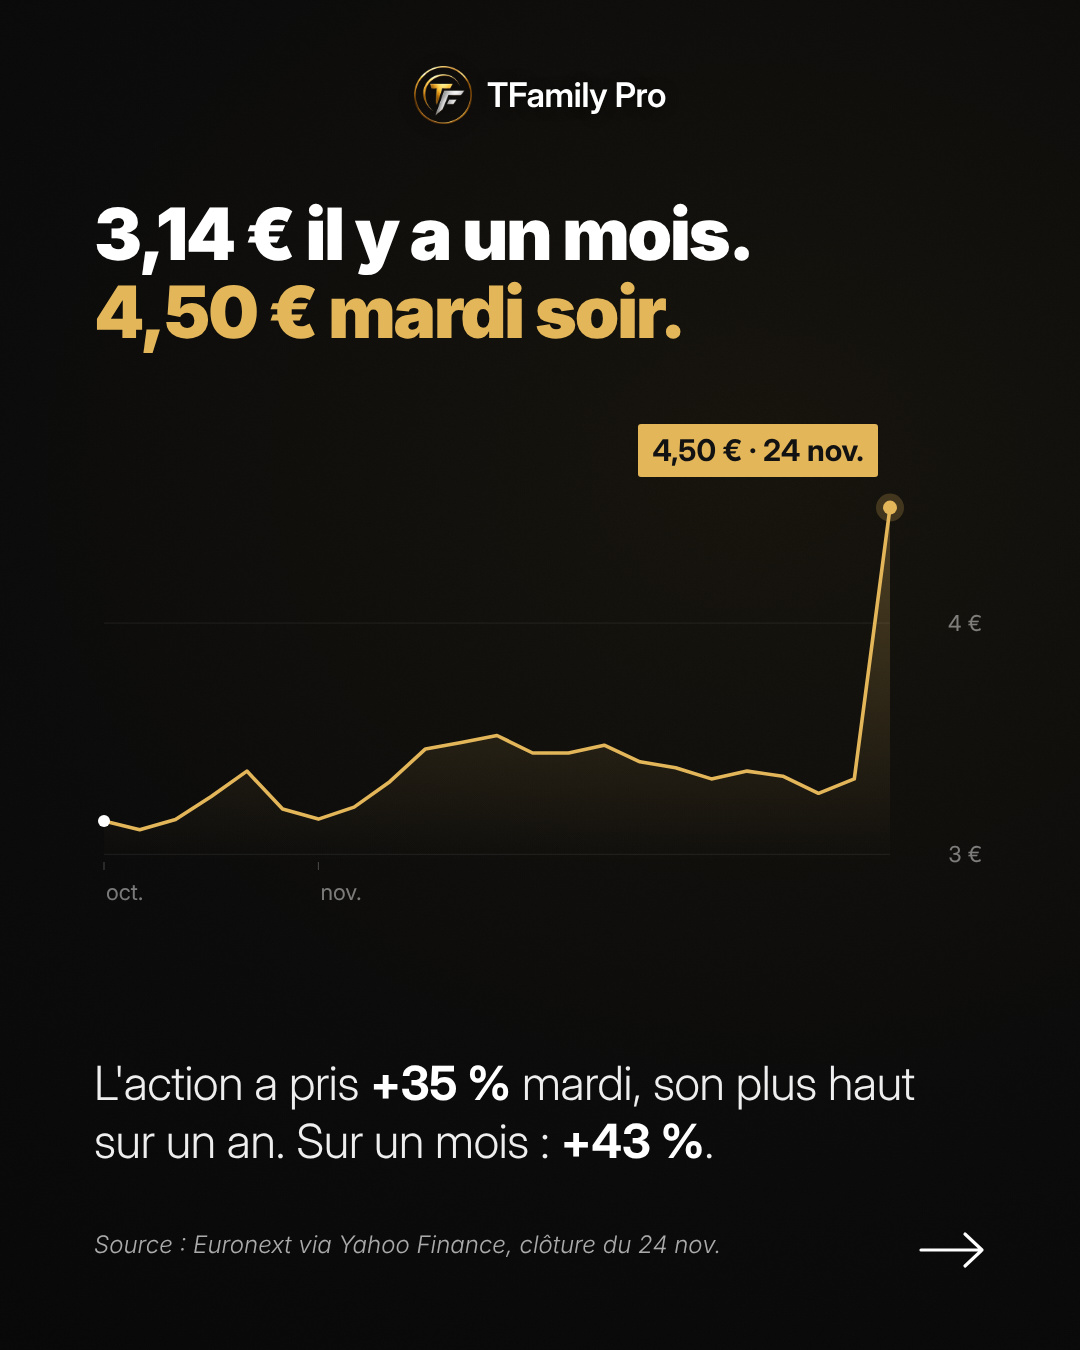 TF TFamily Pro
3,14 € il y a un mois.
4,50 € mardi soir.
4,50 € · 24 nov.
4 €
3 €
oct. nov.
L'action a pris +35 % mardi, son plus haut
sur un an. Sur un mois : +43 %.
Source : Euronext via Yahoo Finance, clôture du 24 nov.